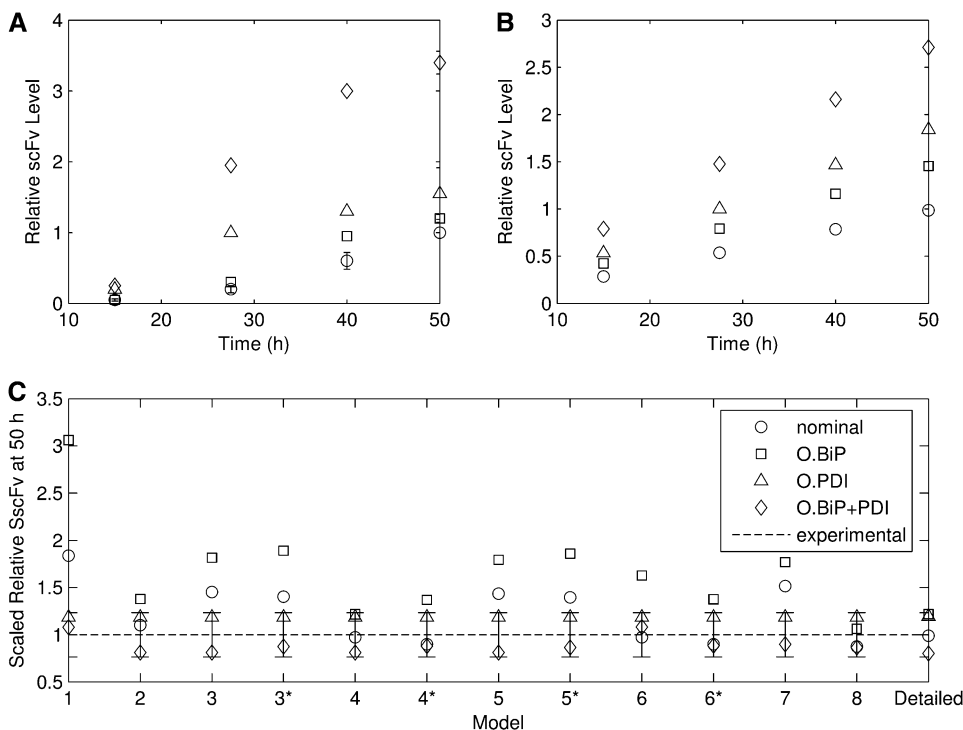 A
4
3
2
1
0
10
20
30
40
50
Relative scFv Level
Time (h)
B
3
2.5
2
1.5
1
0.5
0
10
20
30
40
50
Relative scFv Level
Time (h)
C
3.5
3
2.5
2
1.5
1
0.5
Scaled Relative SscFv at 50 h
nominal
O.BiP
O.PDI
O.BiP+PDI
experimental
1
2
3
3*
4
4*
5
5*
6
6*
7
8
Detailed
Model